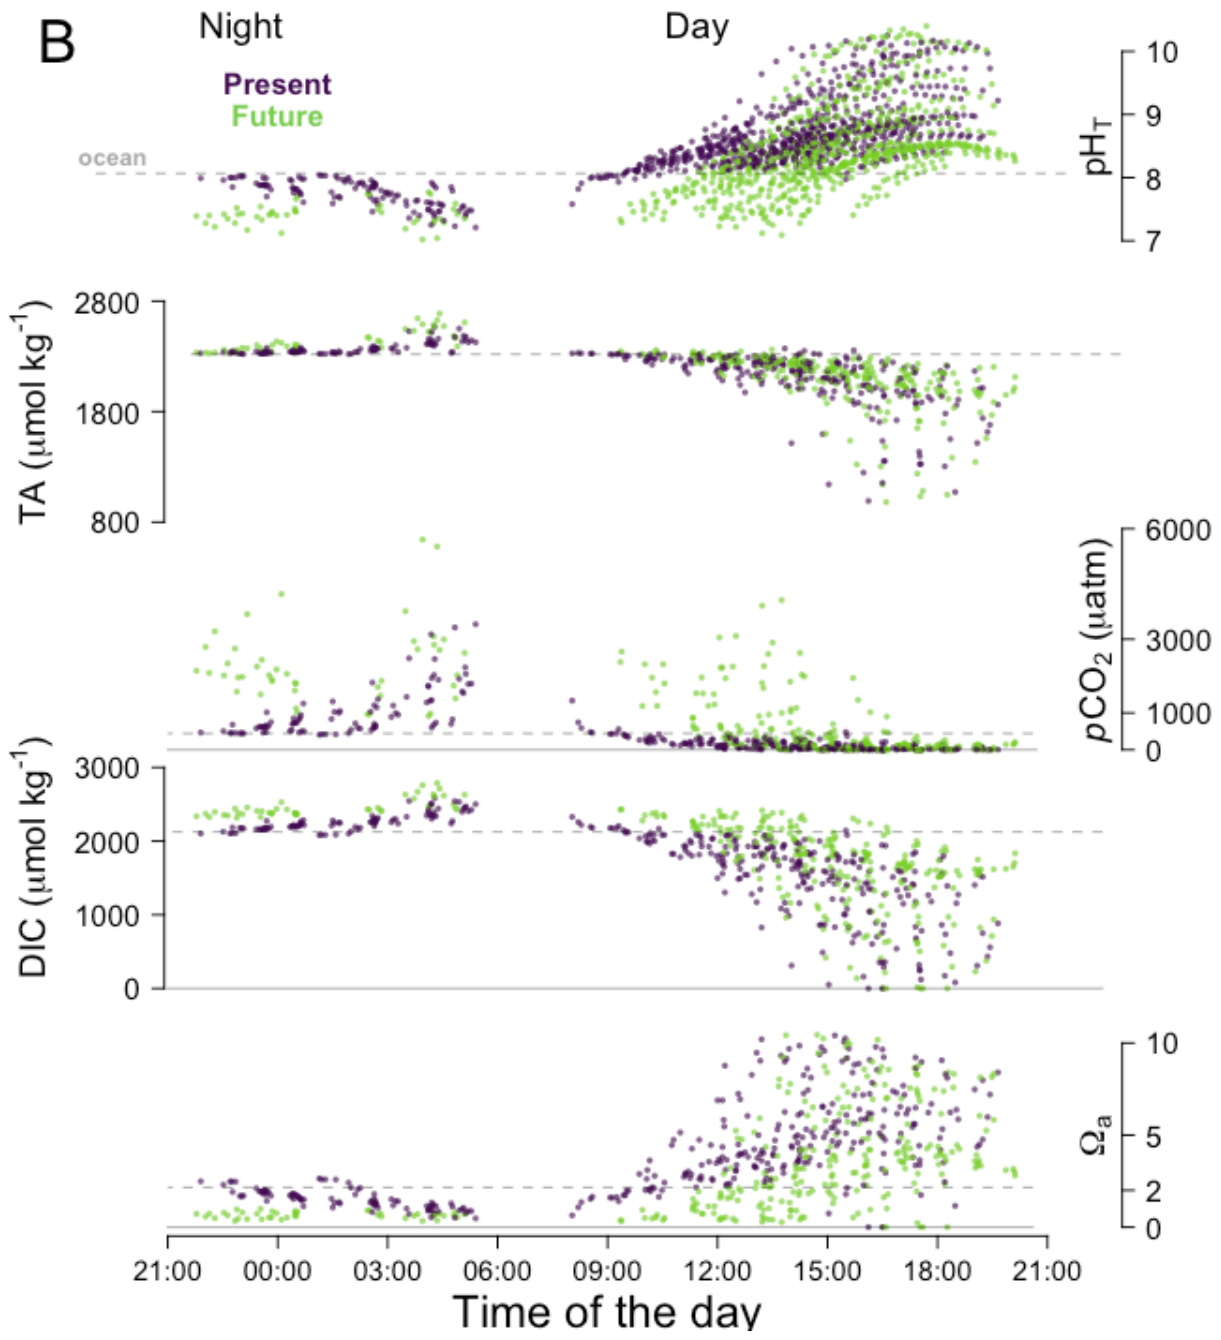 B
Night
Day
Present
Future
ocean
10
9
8
7
pH_T
2800
1800
800
TA (μmol kg⁻¹)
6000
3000
1000
0
pCO₂ (μatm)
3000
2000
1000
0
DIC (μmol kg⁻¹)
10
5
2
0
Ωₐ
21:00 00:00 03:00 06:00 09:00 12:00 15:00 18:00 21:00
Time of the day